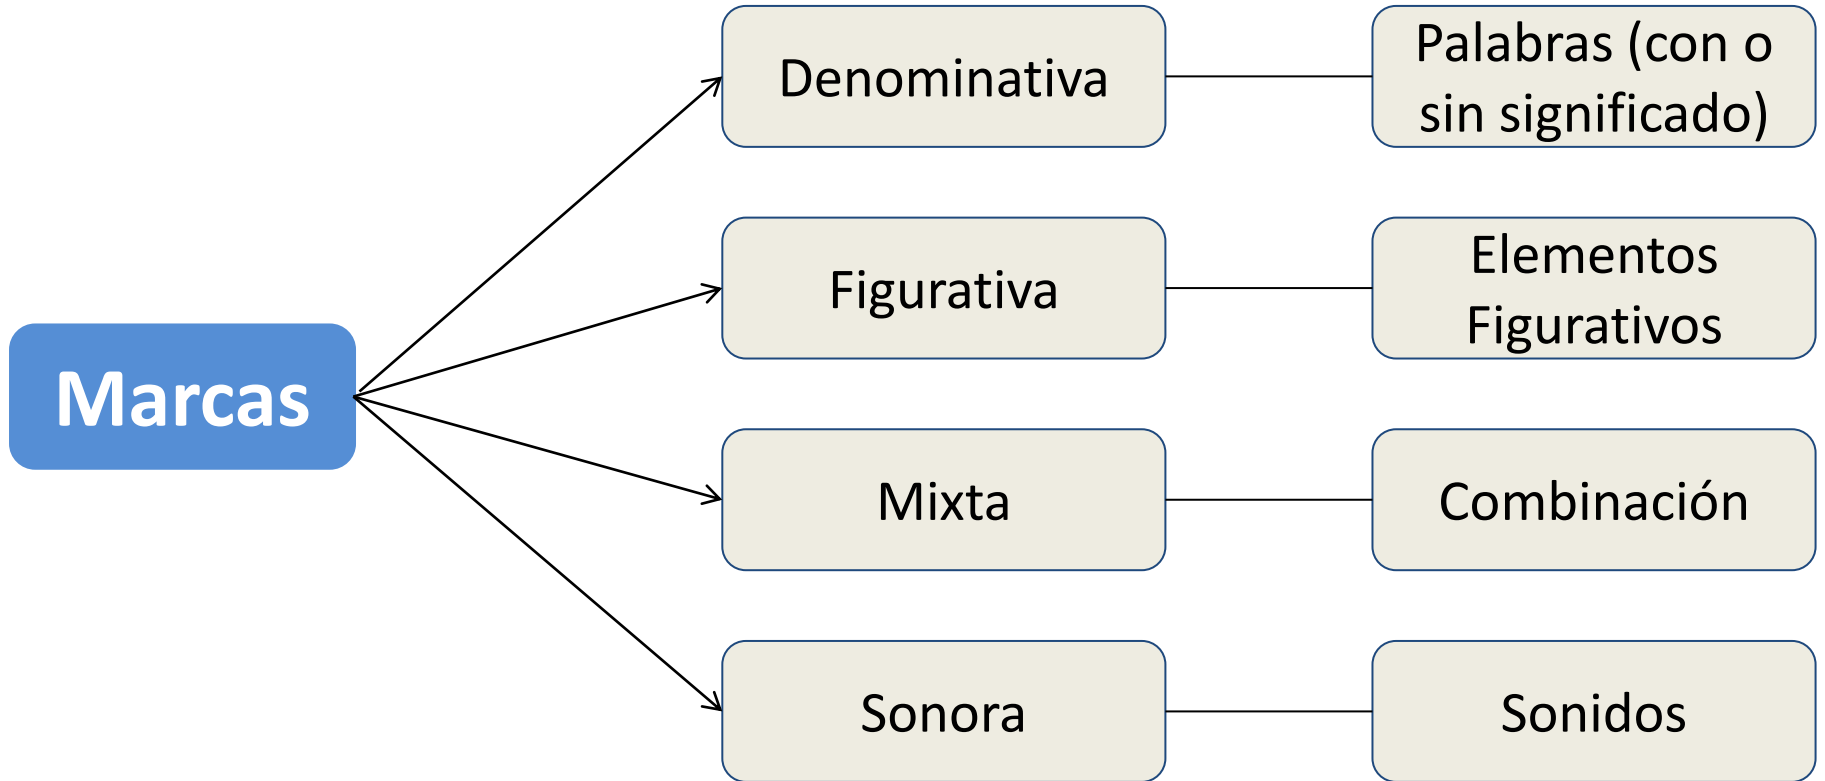 Marcas
Denominativa
Palabras (con o
sin significado)
Figurativa
Elementos
Figurativos
Mixta
Combinación
Sonora
Sonidos